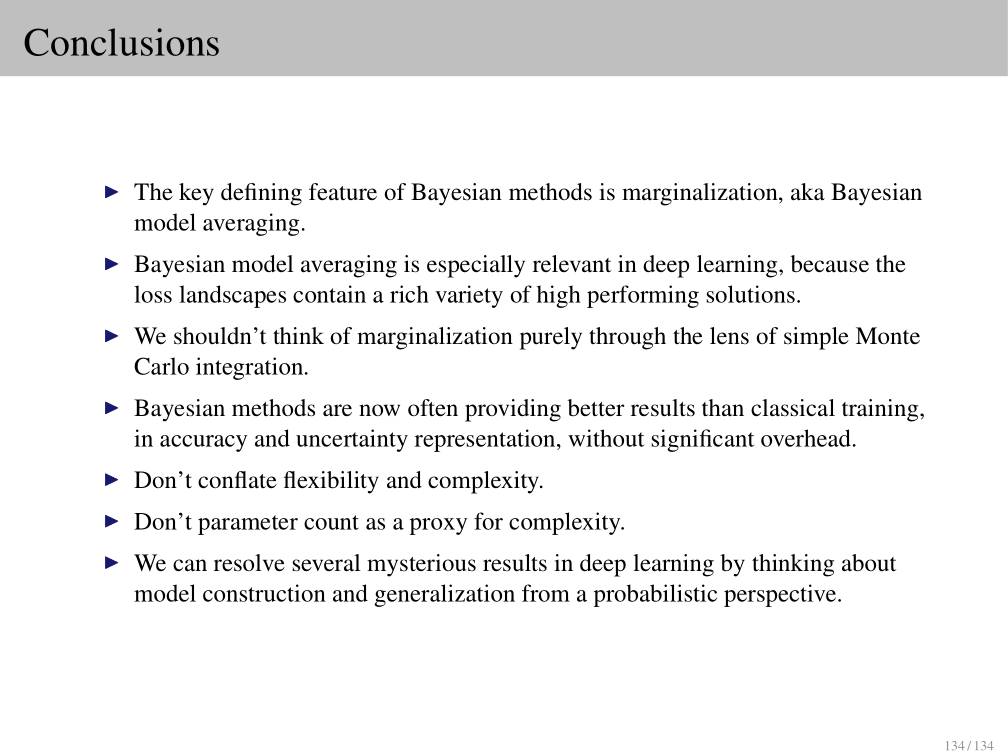 Conclusions
The key defining feature of Bayesian methods is marginalization, aka Bayesian
model averaging.
Bayesian model averaging is especially relevant in deep learning, because the
loss landscapes contain a rich variety of high performing solutions.
We shouldn't think of marginalization purely through the lens of simple Monte
Carlo integration.
Bayesian methods are now often providing better results than classical training,
in accuracy and uncertainty representation, without significant overhead.
Don't conflate flexibility and complexity.
Don't parameter count as a proxy for complexity.
We can resolve several mysterious results in deep learning by thinking about
model construction and generalization from a probabilistic perspective.
134 / 134